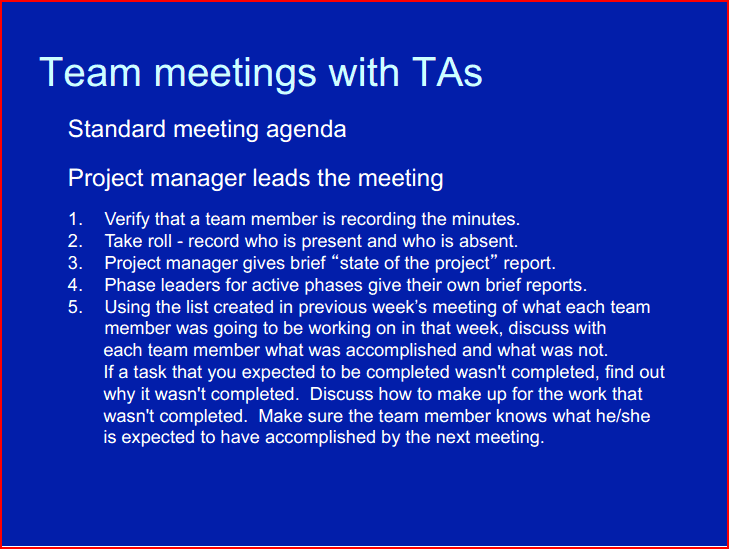 Team meetings with TAs
Standard meeting agenda
Project manager leads the meeting
1. Verify that a team member is recording the minutes.
2. Take roll - record who is present and who is absent.
3. Project manager gives brief “state of the project” report.
4. Phase leaders for active phases give their own brief reports.
5. Using the list created in previous week’s meeting of what each team
member was going to be working on in that week, discuss with
each team member what was accomplished and what was not.
If a task that you expected to be completed wasn't completed, find out
why it wasn't completed.  Discuss how to make up for the work that
wasn't completed.  Make sure the team member knows what he/she
is expected to have accomplished by the next meeting.